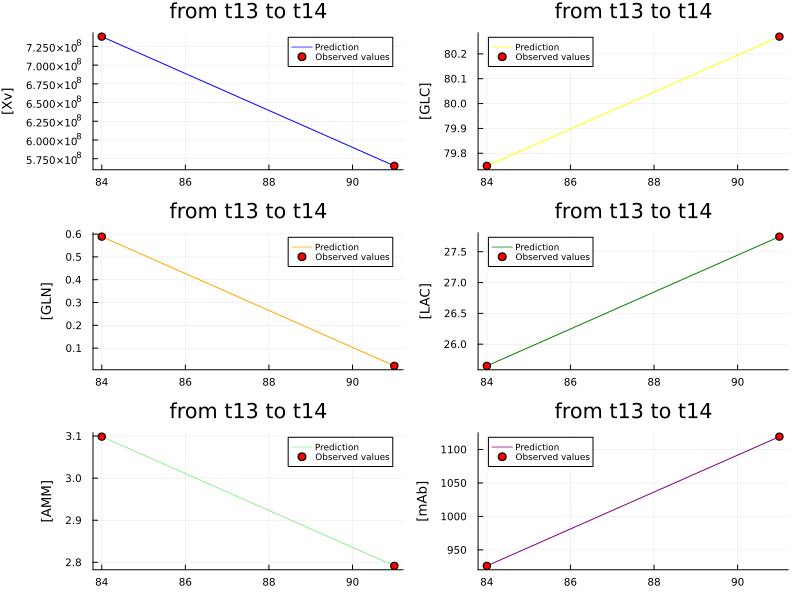 from t13 to t14
[Xv]
7.250×10⁸
7.000×10⁸
6.750×10⁸
6.500×10⁸
6.250×10⁸
6.000×10⁸
5.750×10⁸
Prediction
Observed values
84 86 88 90
from t13 to t14
[GLC]
80.2
80.1
80.0
79.9
79.8
Prediction
Observed values
84 86 88 90
from t13 to t14
[GLN]
0.6
0.5
0.4
0.3
0.2
0.1
Prediction
Observed values
84 86 88 90
from t13 to t14
[LAC]
27.5
27.0
26.5
26.0
Prediction
Observed values
84 86 88 90
from t13 to t14
[AMM]
3.1
3.0
2.9
2.8
Prediction
Observed values
84 86 88 90
from t13 to t14
[mAb]
1100
1050
1000
950
Prediction
Observed values
84 86 88 90